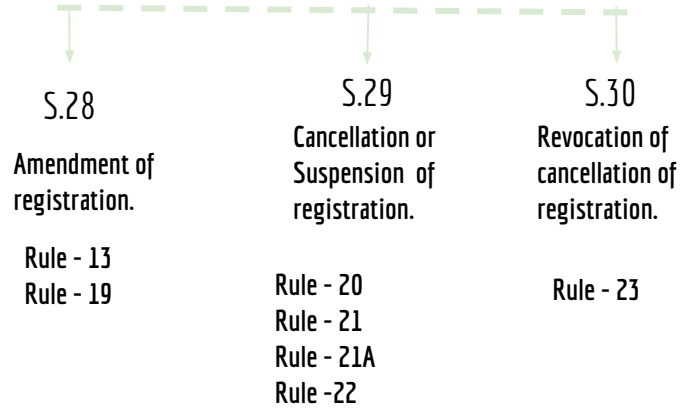 S.28
Amendment of
registration.
Rule - 13
Rule - 19
S.29
Cancellation or
Suspension of
registration.
Rule - 20
Rule - 21
Rule - 21A
Rule -22
S.30
Revocation of
cancellation of
registration.
Rule - 23